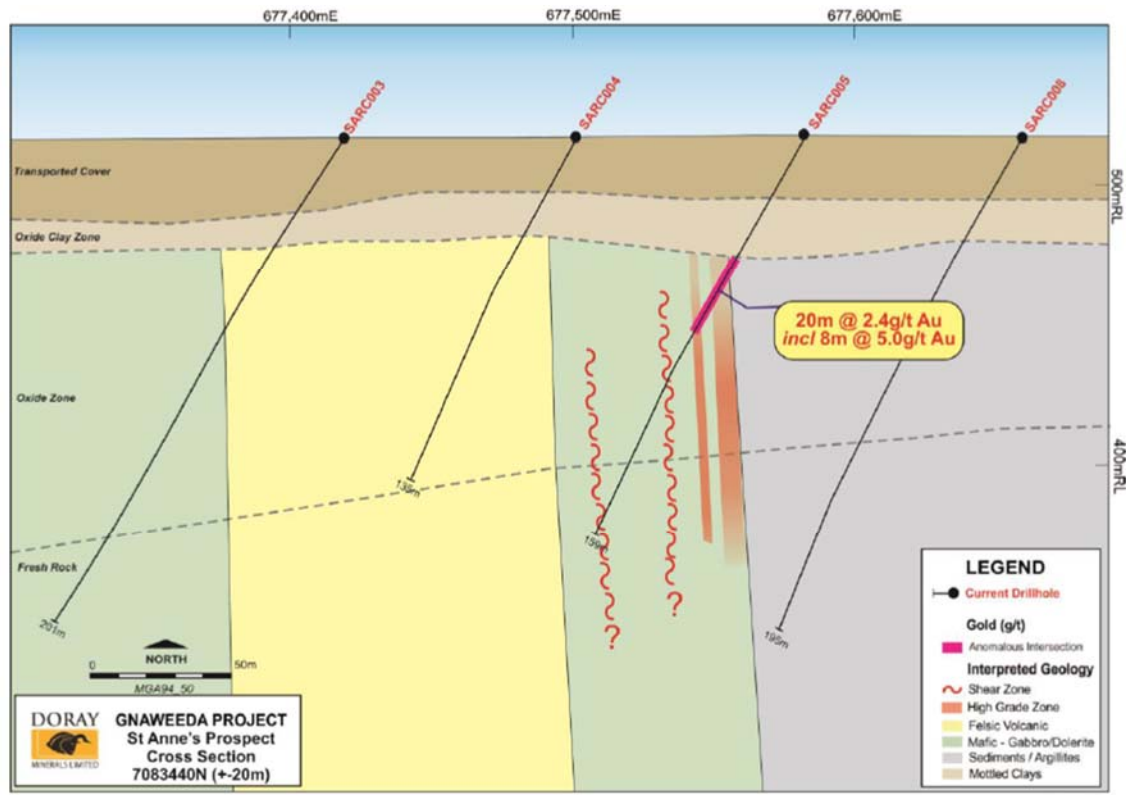 677,400mE
677,500mE
677,600mE
SARC003
SARC004
SARC005
SARC008
Transported Cover
500mRL
Oxide Clay Zone
20m @ 2.4g/t Au
incl 8m @ 5.0g/t Au
Oxide Zone
400mRL
135m
159m
Fresh Rock
201m
195m
?
?
NORTH
0
50m
MGA94_50
DORAY
MINERALS LIMITED
GNAWEEDA PROJECT
St Anne's Prospect
Cross Section
7083440N (+-20m)
LEGEND
Current Drillhole
Gold (g/t)
Anomalous Intersection
Interpreted Geology
Shear Zone
High Grade Zone
Felsic Volcanic
Mafic - Gabbro/Dolerite
Sediments / Argillites
Mottled Clays